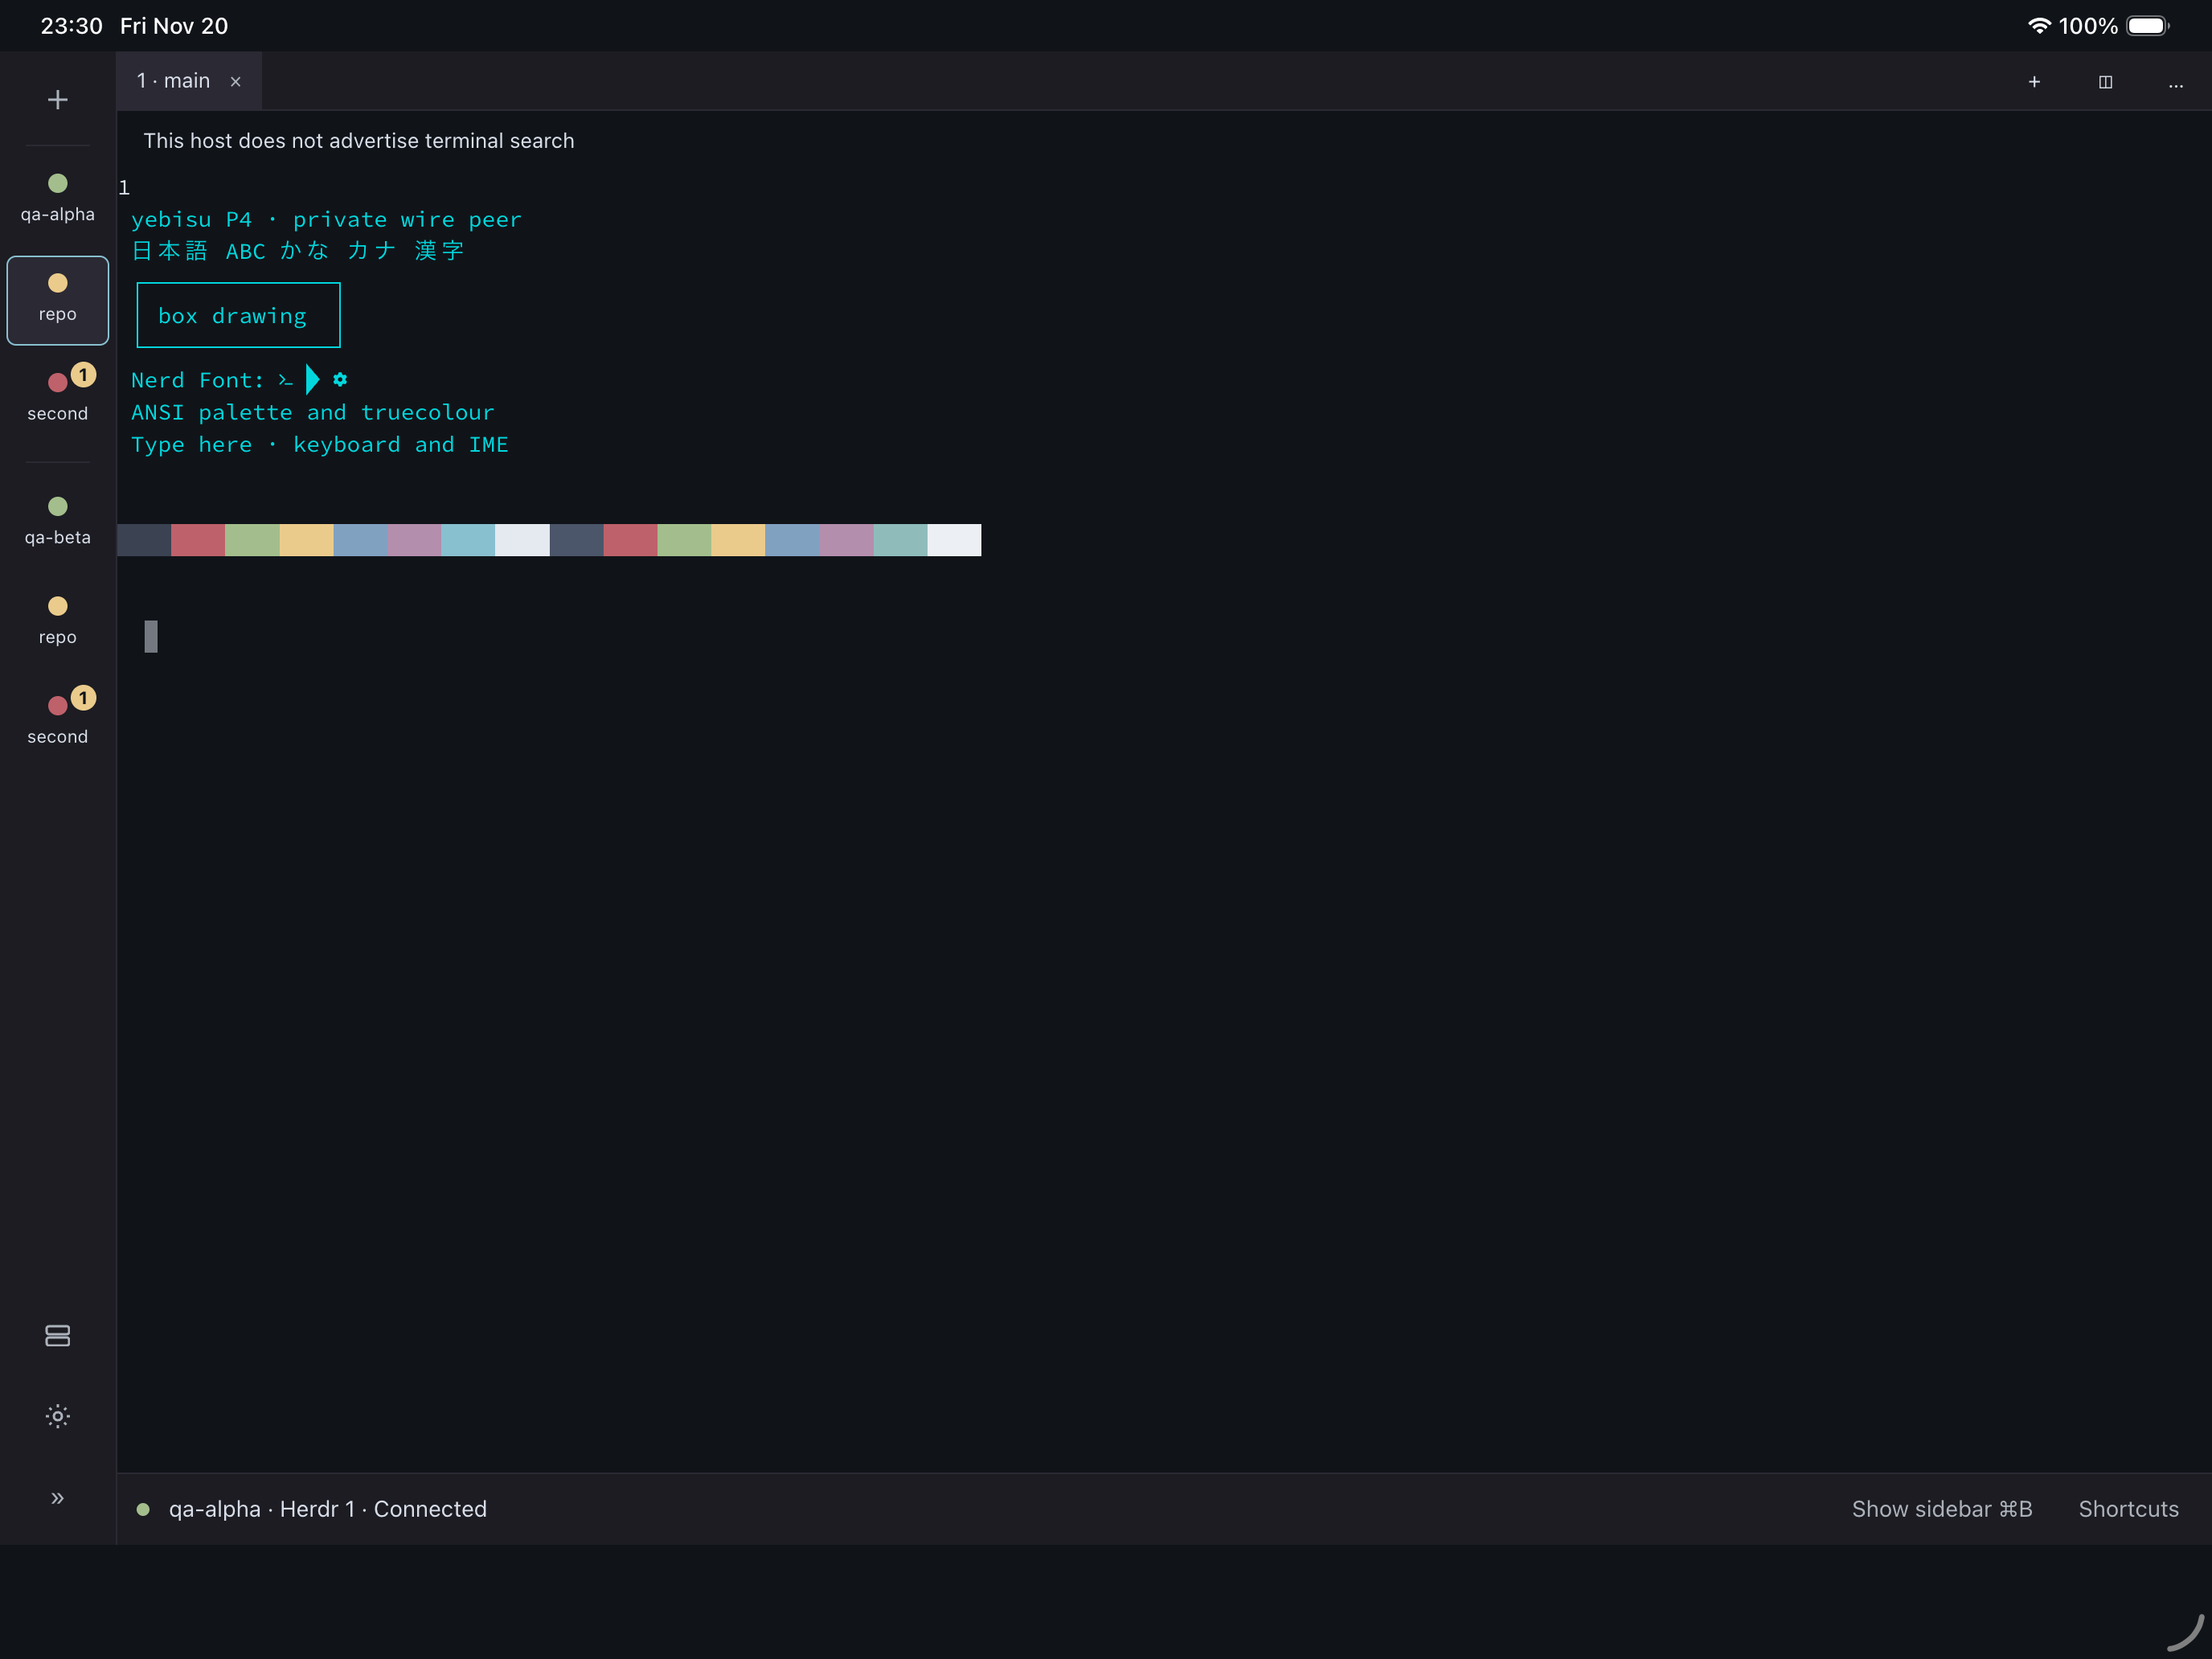 23:30 Fri Nov 20
100%
1 · main ×
+ ...
This host does not advertise terminal search
+
qa-alpha
repo
1
second
qa-beta
repo
1
second
»
1
yebisu P4 · private wire peer
日本語 ABC かな カナ 漢字
box drawing
Nerd Font: >_
ANSI palette and truecolour
Type here · keyboard and IME
qa-alpha · Herdr 1 · Connected
Show sidebar ⌘B Shortcuts